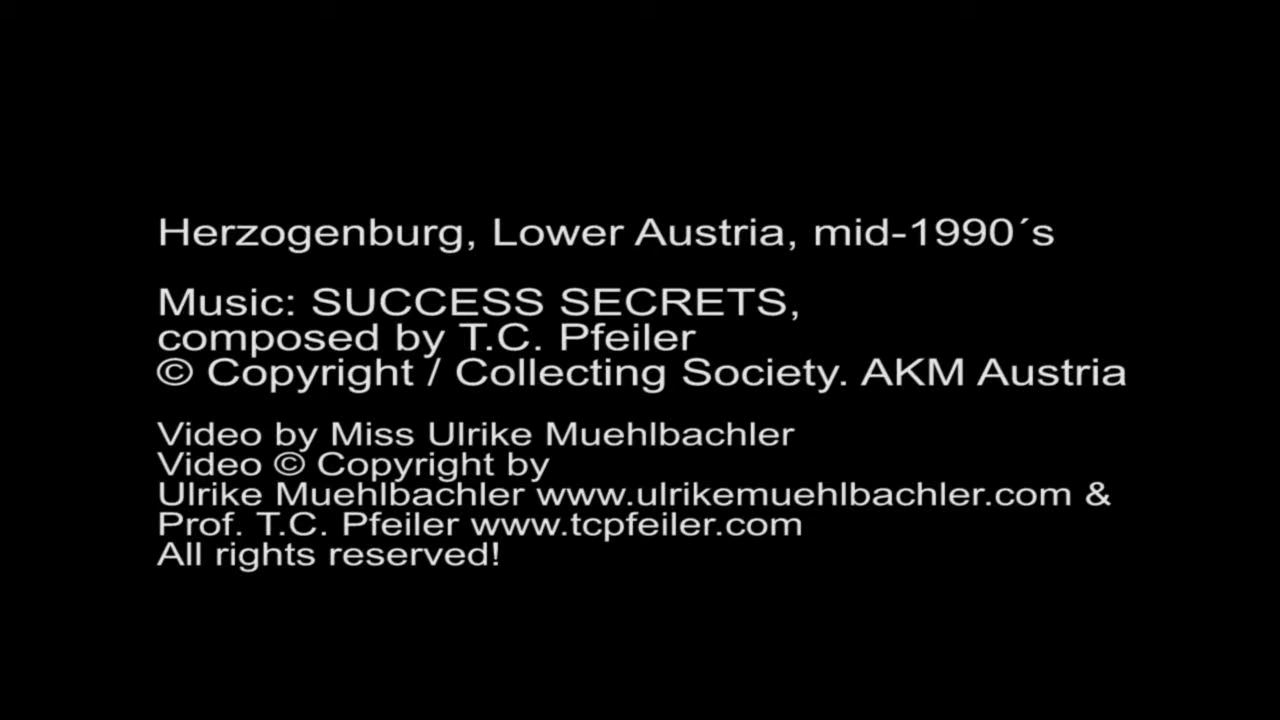 Herzogenburg, Lower Austria, mid-1990´s
Music: SUCCESS SECRETS,
composed by T.C. Pfeiler
© Copyright / Collecting Society. AKM Austria
Video by Miss Ulrike Muehlbachler
Video © Copyright by
Ulrike Muehlbachler www.ulrikemuehlbachler.com &
Prof. T.C. Pfeiler www.tcpfeiler.com
All rights reserved!